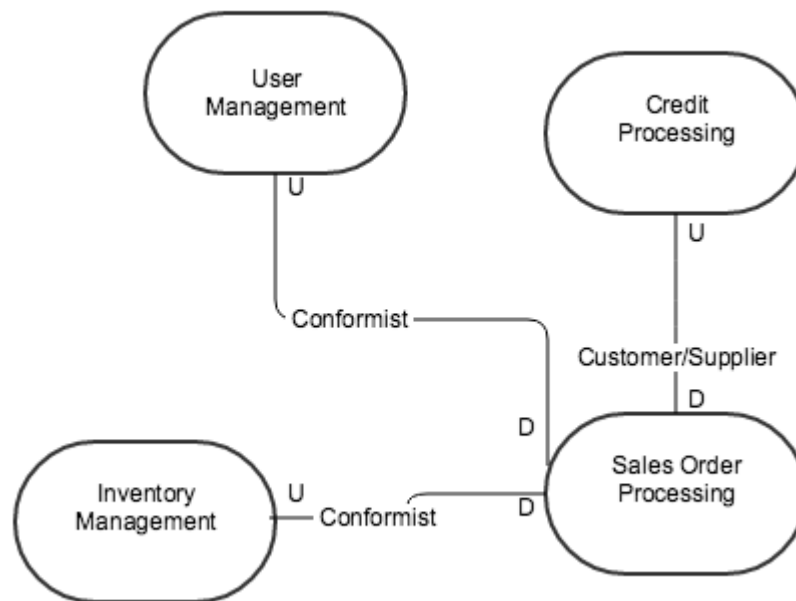 User
Management
Credit
Processing
U
U
Conformist
Customer/Supplier
D
D
Sales Order
Processing
Inventory
Management
U
Conformist
D